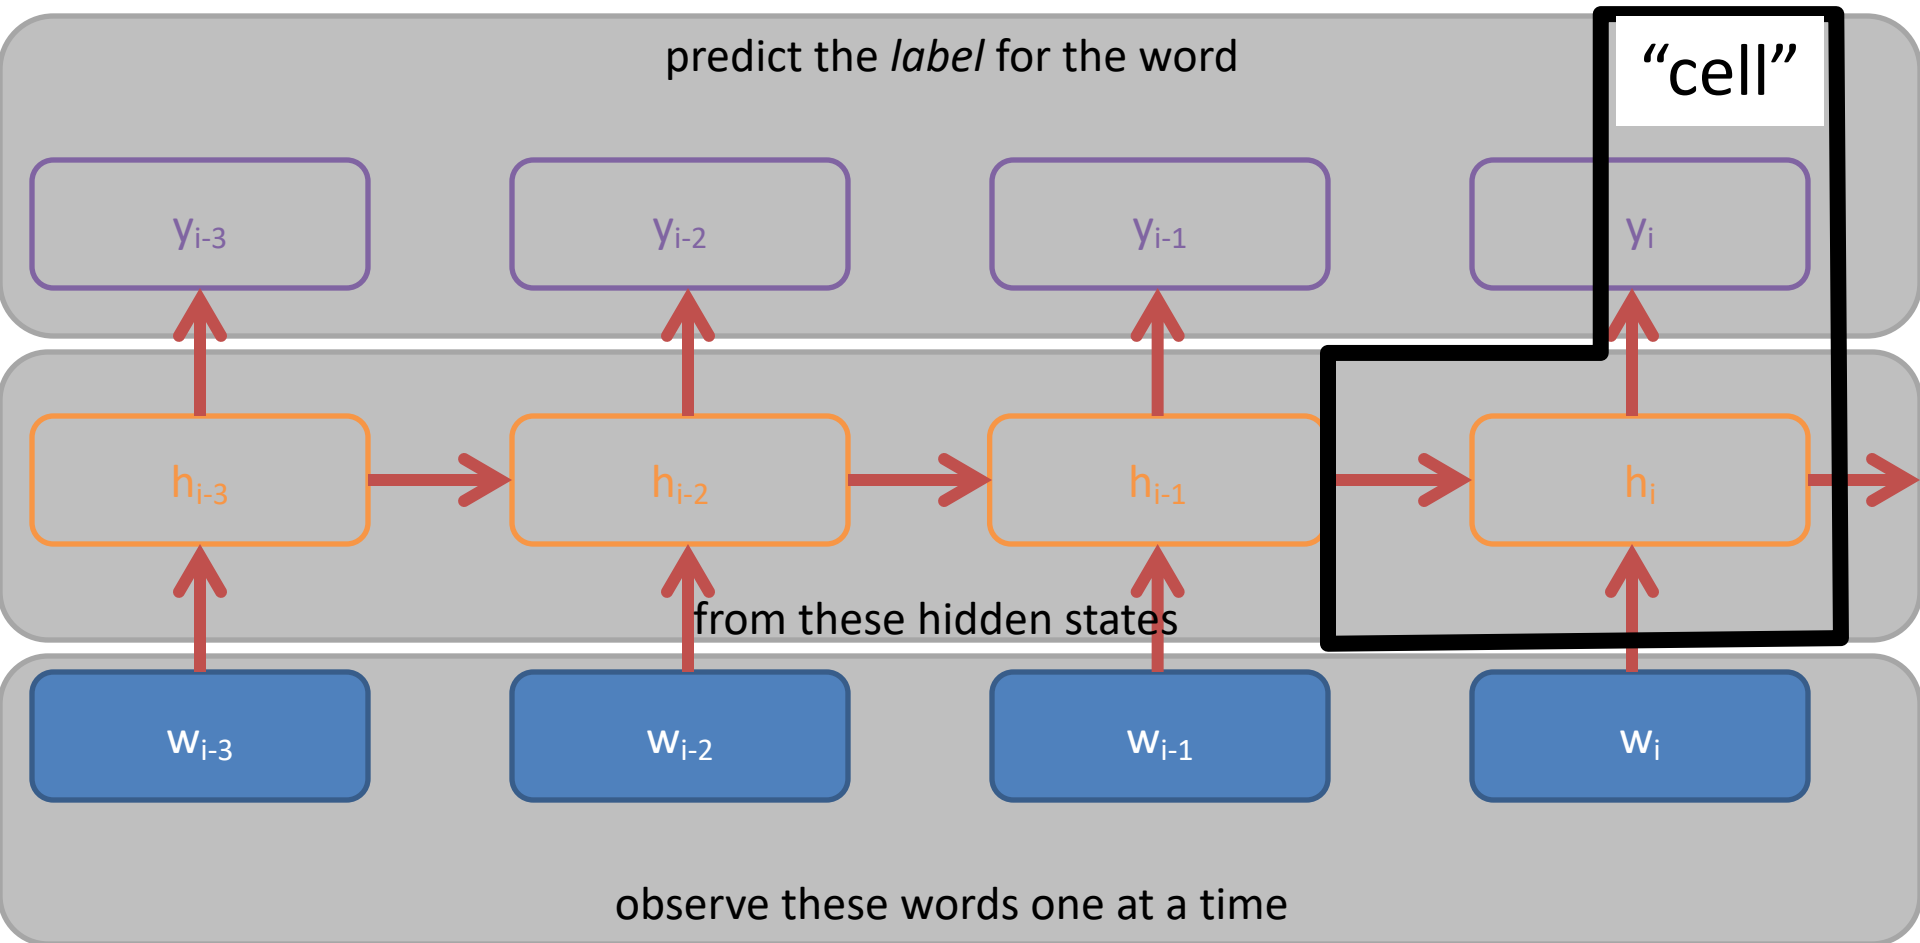 predict the label for the word
“cell”
yi-3 yi-2 yi-1 yi
hi-3 hi-2 hi-1 hi
from these hidden states
wi-3 wi-2 wi-1 wi
observe these words one at a time